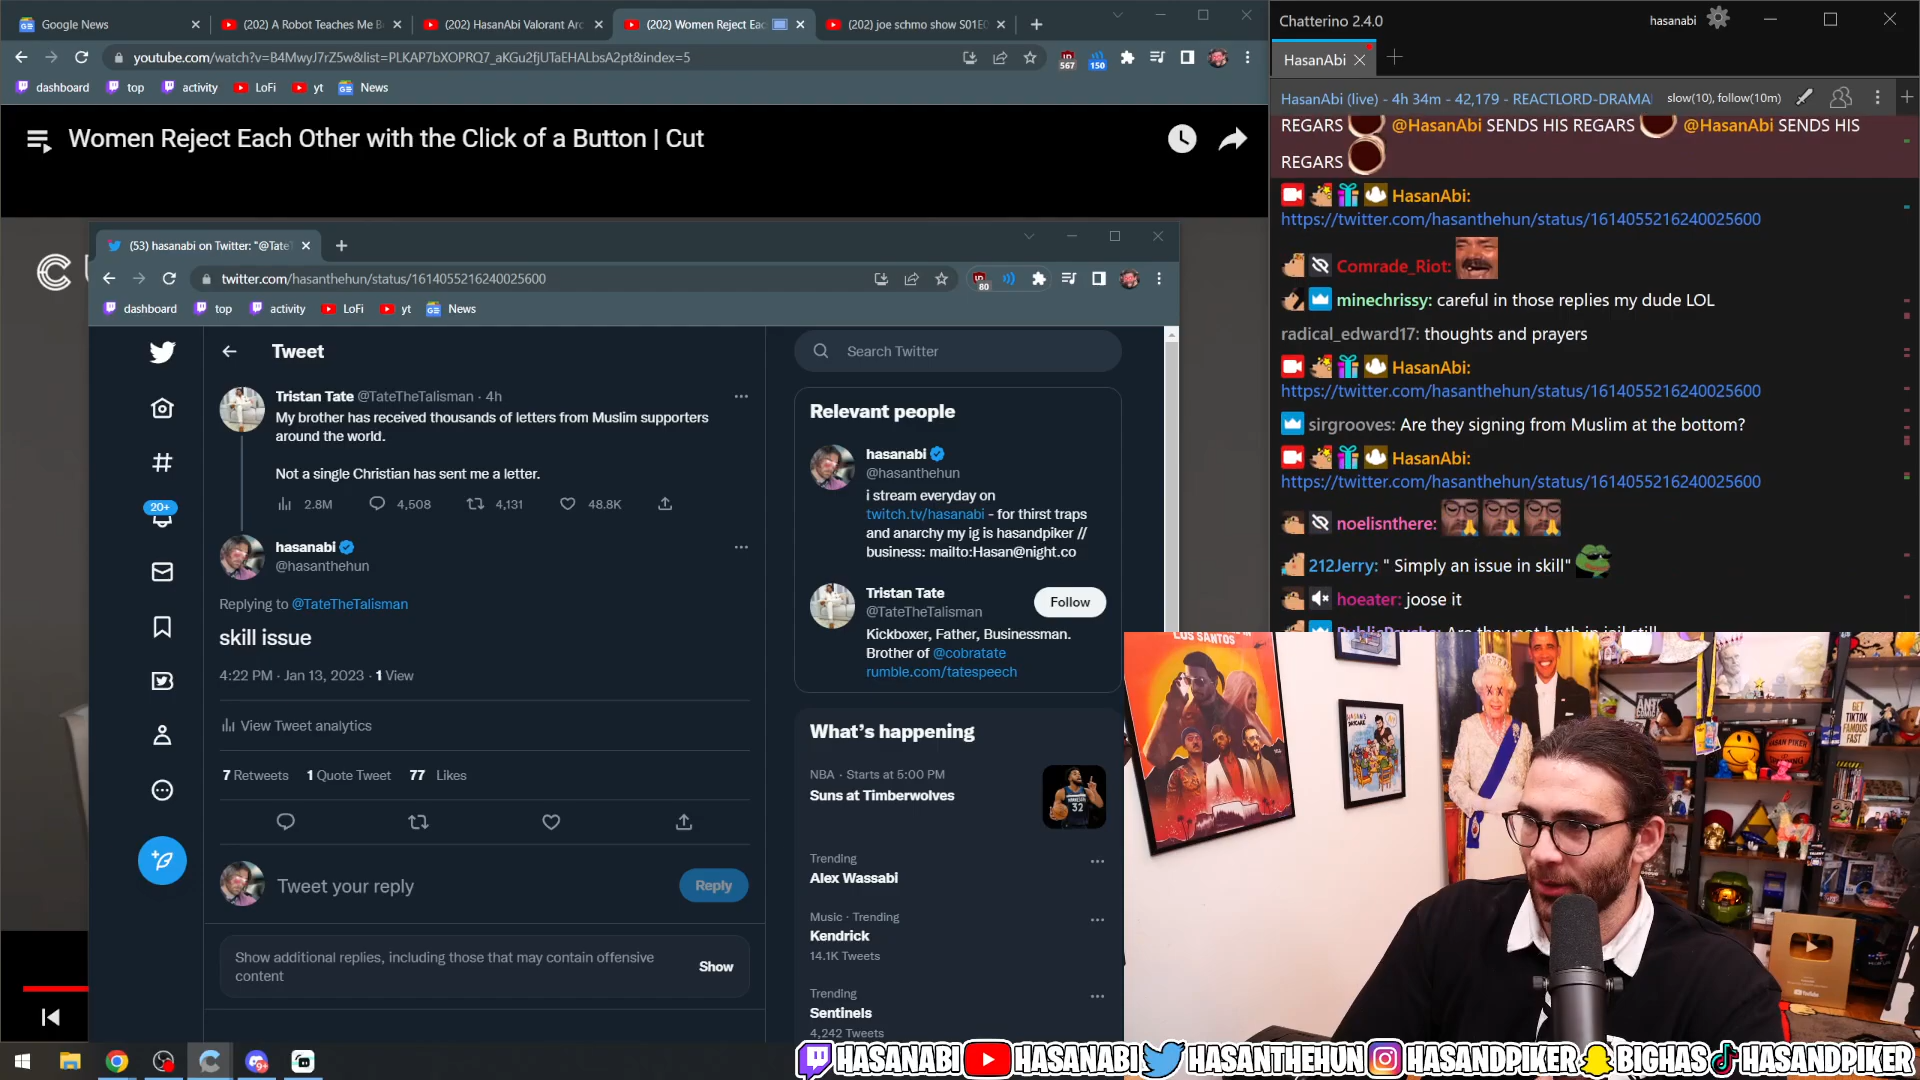 Google News
(202) A Robot Teaches Me B
(202) HasanAbi Valorant Arc
(202) Women Reject Eac
(202) joe schmo show S01E0
youtube.com/watch?v=B4MwyJ7rZ5w&list=PLKAP7bXOPRQ7_aKGu2fjUTaEHALbsA2pt&index=5
567
150
dashboard
top
activity
LoFi
yt
News
Women Reject Each Other with the Click of a Button | Cut
(53) hasanabi on Twitter: "@Tate
twitter.com/hasanthehun/status/1614055216240025600
80
dashboard
top
activity
LoFi
yt
News
20+
Tweet
Tristan Tate @TateTheTalisman · 4h
My brother has received thousands of letters from Muslim supporters
around the world.
Not a single Christian has sent me a letter.
2.8M
4,508
4,131
48.8K
hasanabi
@hasanthehun
Replying to @TateTheTalisman
skill issue
4:22 PM · Jan 13, 2023 · 1 View
View Tweet analytics
7 Retweets
1 Quote Tweet
77 Likes
Tweet your reply
Reply
Show additional replies, including those that may contain offensive
content
Show
Search Twitter
Relevant people
hasanabi
@hasanthehun
i stream everyday on
twitch.tv/hasanabi - for thirst traps
and anarchy my ig is hasandpiker //
business: mailto:Hasan@night.co
Tristan Tate
@TateTheTalisman
Follow
Kickboxer, Father, Businessman.
Brother of @cobratate
rumble.com/tatespeech
What's happening
NBA · Starts at 5:00 PM
Suns at Timberwolves
Trending
Alex Wassabi
Music · Trending
Kendrick
14.1K Tweets
Trending
Sentinels
4,242 Tweets
Chatterino 2.4.0
hasanabi
HasanAbi
HasanAbi (live) - 4h 34m - 42,179 - REACTLORD-DRAMA
slow(10), follow(10m)
REGARS @HasanAbi SENDS HIS REGARS @HasanAbi SENDS HIS
REGARS
HasanAbi:
https://twitter.com/hasanthehun/status/1614055216240025600
Comrade_Riot:
minechrissy: careful in those replies my dude LOL
radical_edward17: thoughts and prayers
HasanAbi:
https://twitter.com/hasanthehun/status/1614055216240025600
sirgrooves: Are they signing from Muslim at the bottom?
HasanAbi:
https://twitter.com/hasanthehun/status/1614055216240025600
noelisnthere:
212Jerry: " Simply an issue in skill"
hoeater: joose it
LOS SANTOS
GET
TIKTOK
FAMOUS
FAST
HASAN PIKER
YouTube
HASANABI
HASANABI
HASANTHEHUN
HASANDPIKER
BIGHAS
HASANDPIKER